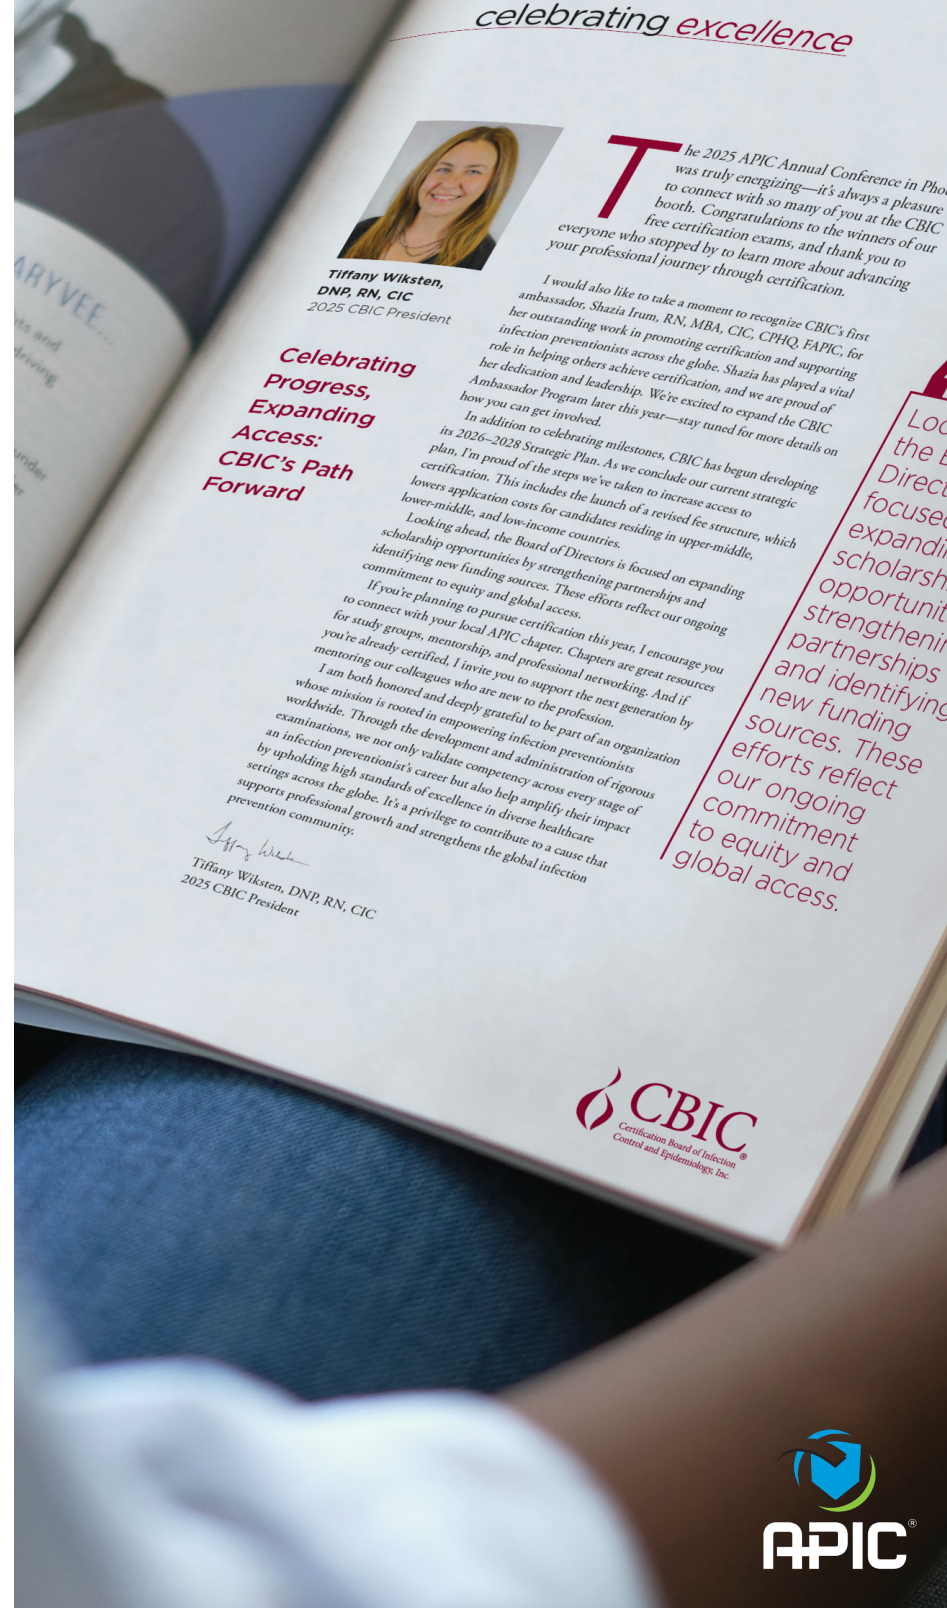 celebrating excellence
Tiffany Wiksten,
DNP, RN, CIC
2025 CBIC President
Celebrating
Progress,
Expanding
Access:
CBIC's Path
Forward
The 2025 APIC Annual Conference in
was truly energizing—it's always a pleasure
to connect with so many of you at the CBIC
booth. Congratulations to the winners of our
free certification exams, and thank you to
everyone who stopped by to learn more about advancing
your professional journey through certification.
I would also like to take a moment to recognize CBIC's first
ambassador, Shazia Irum, RN, MBA, CIC, CPHQ, FAPIC, for
her outstanding work in promoting certification and supporting
infection preventionists across the globe. Shazia has played a vital
role in helping others achieve certification, and we are proud of
her dedication and leadership. We're excited to expand the CBIC
Ambassador Program later this year—stay tuned for more details on
how you can get involved.
In addition to celebrating milestones, CBIC has begun developing
its 2026–2028 Strategic Plan. As we conclude our current strategic
plan, I'm proud of the steps we've taken to increase access to
certification. This includes the launch of a revised fee structure, which
lowers application costs for candidates residing in upper-middle,
lower-middle, and low-income countries.
Looking ahead, the Board of Directors is focused on expanding
scholarship opportunities by strengthening partnerships and
identifying new funding sources. These efforts reflect our ongoing
commitment to equity and global access.
If you're planning to pursue certification this year, I encourage you
to connect with your local APIC chapter. Chapters are great resources
for study groups, mentorship, and professional networking. And if
you're already certified, I invite you to support the next generation by
mentoring our colleagues who are new to the profession.
I am both honored and deeply grateful to be part of an organization
whose mission is rooted in empowering infection preventionists
worldwide. Through the development and administration of rigorous
examinations, we not only validate competency across every stage of
an infection preventionist's career but also help amplify their impact
by upholding high standards of excellence in diverse healthcare
settings across the globe. It's a privilege to contribute to a cause that
supports professional growth and strengthens the global infection
prevention community.
Tiffany Wiksten
Tiffany Wiksten, DNP, RN, CIC
2025 CBIC President
the
strengthenin
partnerships
and identifying
new funding
sources. These
efforts reflect
our ongoing
commitment
to equity and
global access.
CBIC®
Certification Board of Infection
Control and Epidemiology, Inc.
ARYVEE...
and
driving
under
APIC®